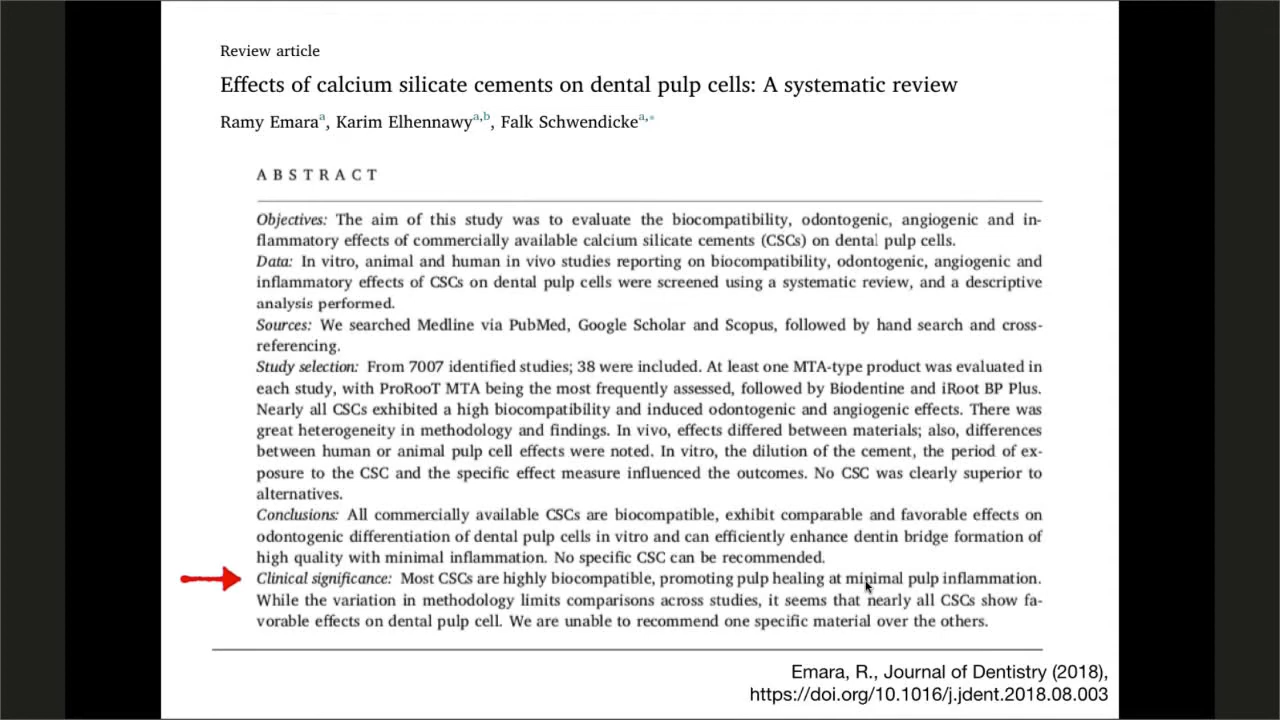 Review article
Effects of calcium silicate cements on dental pulp cells: A systematic review
Ramy Emaraa, Karim Elhennawya,b, Falk Schwendickea,*
ABSTRACT
Objectives: The aim of this study was to evaluate the biocompatibility, odontogenic, angiogenic and in-
flammatory effects of commercially available calcium silicate cements (CSCs) on dental pulp cells.
Data: In vitro, animal and human in vivo studies reporting on biocompatibility, odontogenic, angiogenic and
inflammatory effects of CSCs on dental pulp cells were screened using a systematic review, and a descriptive
analysis performed.
Sources: We searched Medline via PubMed, Google Scholar and Scopus, followed by hand search and cross-
referencing.
Study selection: From 7007 identified studies; 38 were included. At least one MTA-type product was evaluated in
each study, with ProRooT MTA being the most frequently assessed, followed by Biodentine and iRoot BP Plus.
Nearly all CSCs exhibited a high biocompatibility and induced odontogenic and angiogenic effects. There was
great heterogeneity in methodology and findings. In vivo, effects differed between materials; also, differences
between human or animal pulp cell effects were noted. In vitro, the dilution of the cement, the period of ex-
posure to the CSC and the specific effect measure influenced the outcomes. No CSC was clearly superior to
alternatives.
Conclusions: All commercially available CSCs are biocompatible, exhibit comparable and favorable effects on
odontogenic differentiation of dental pulp cells in vitro and can efficiently enhance dentin bridge formation of
high quality with minimal inflammation. No specific CSC can be recommended.
Clinical significance: Most CSCs are highly biocompatible, promoting pulp healing at minimal pulp inflammation.
While the variation in methodology limits comparisons across studies, it seems that nearly all CSCs show fa-
vorable effects on dental pulp cell. We are unable to recommend one specific material over the others.
Emara, R., Journal of Dentistry (2018),
https://doi.org/10.1016/j.jdent.2018.08.003